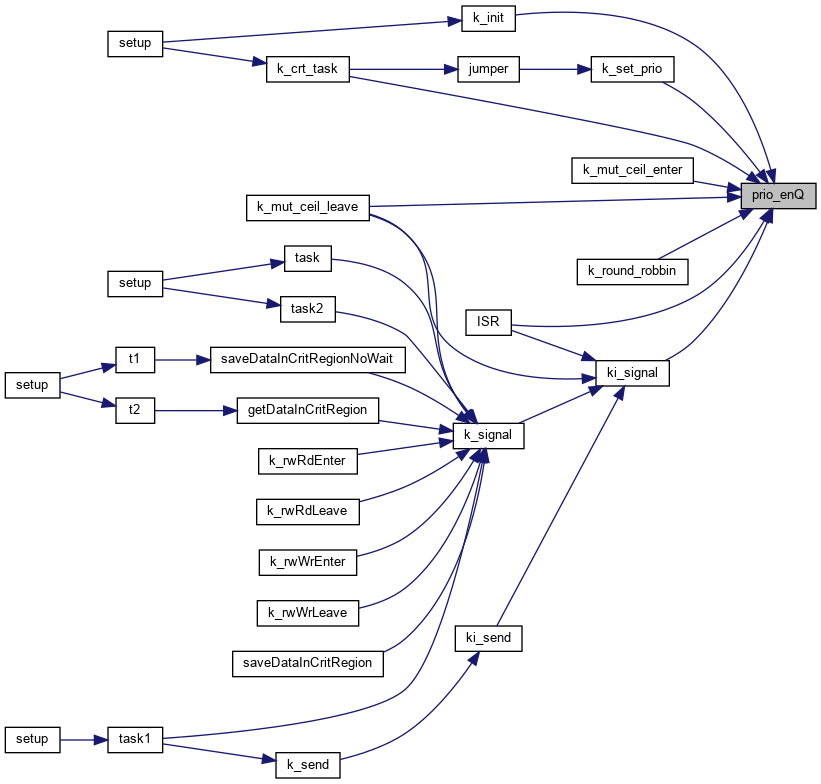 k_init
setup
k_crt_task
jumper
k_set_prio
k_mut_ceil_enter
prio_enQ
k_mut_ceil_leave
task
k_round_robbin
setup
task2
ISR
t1
saveDataInCritRegionNoWait
ki_signal
setup
t2
getDataInCritRegion
k_signal
k_rwRdEnter
k_rwRdLeave
k_rwWrEnter
k_rwWrLeave
ki_send
saveDataInCritRegion
setup
task1
k_send